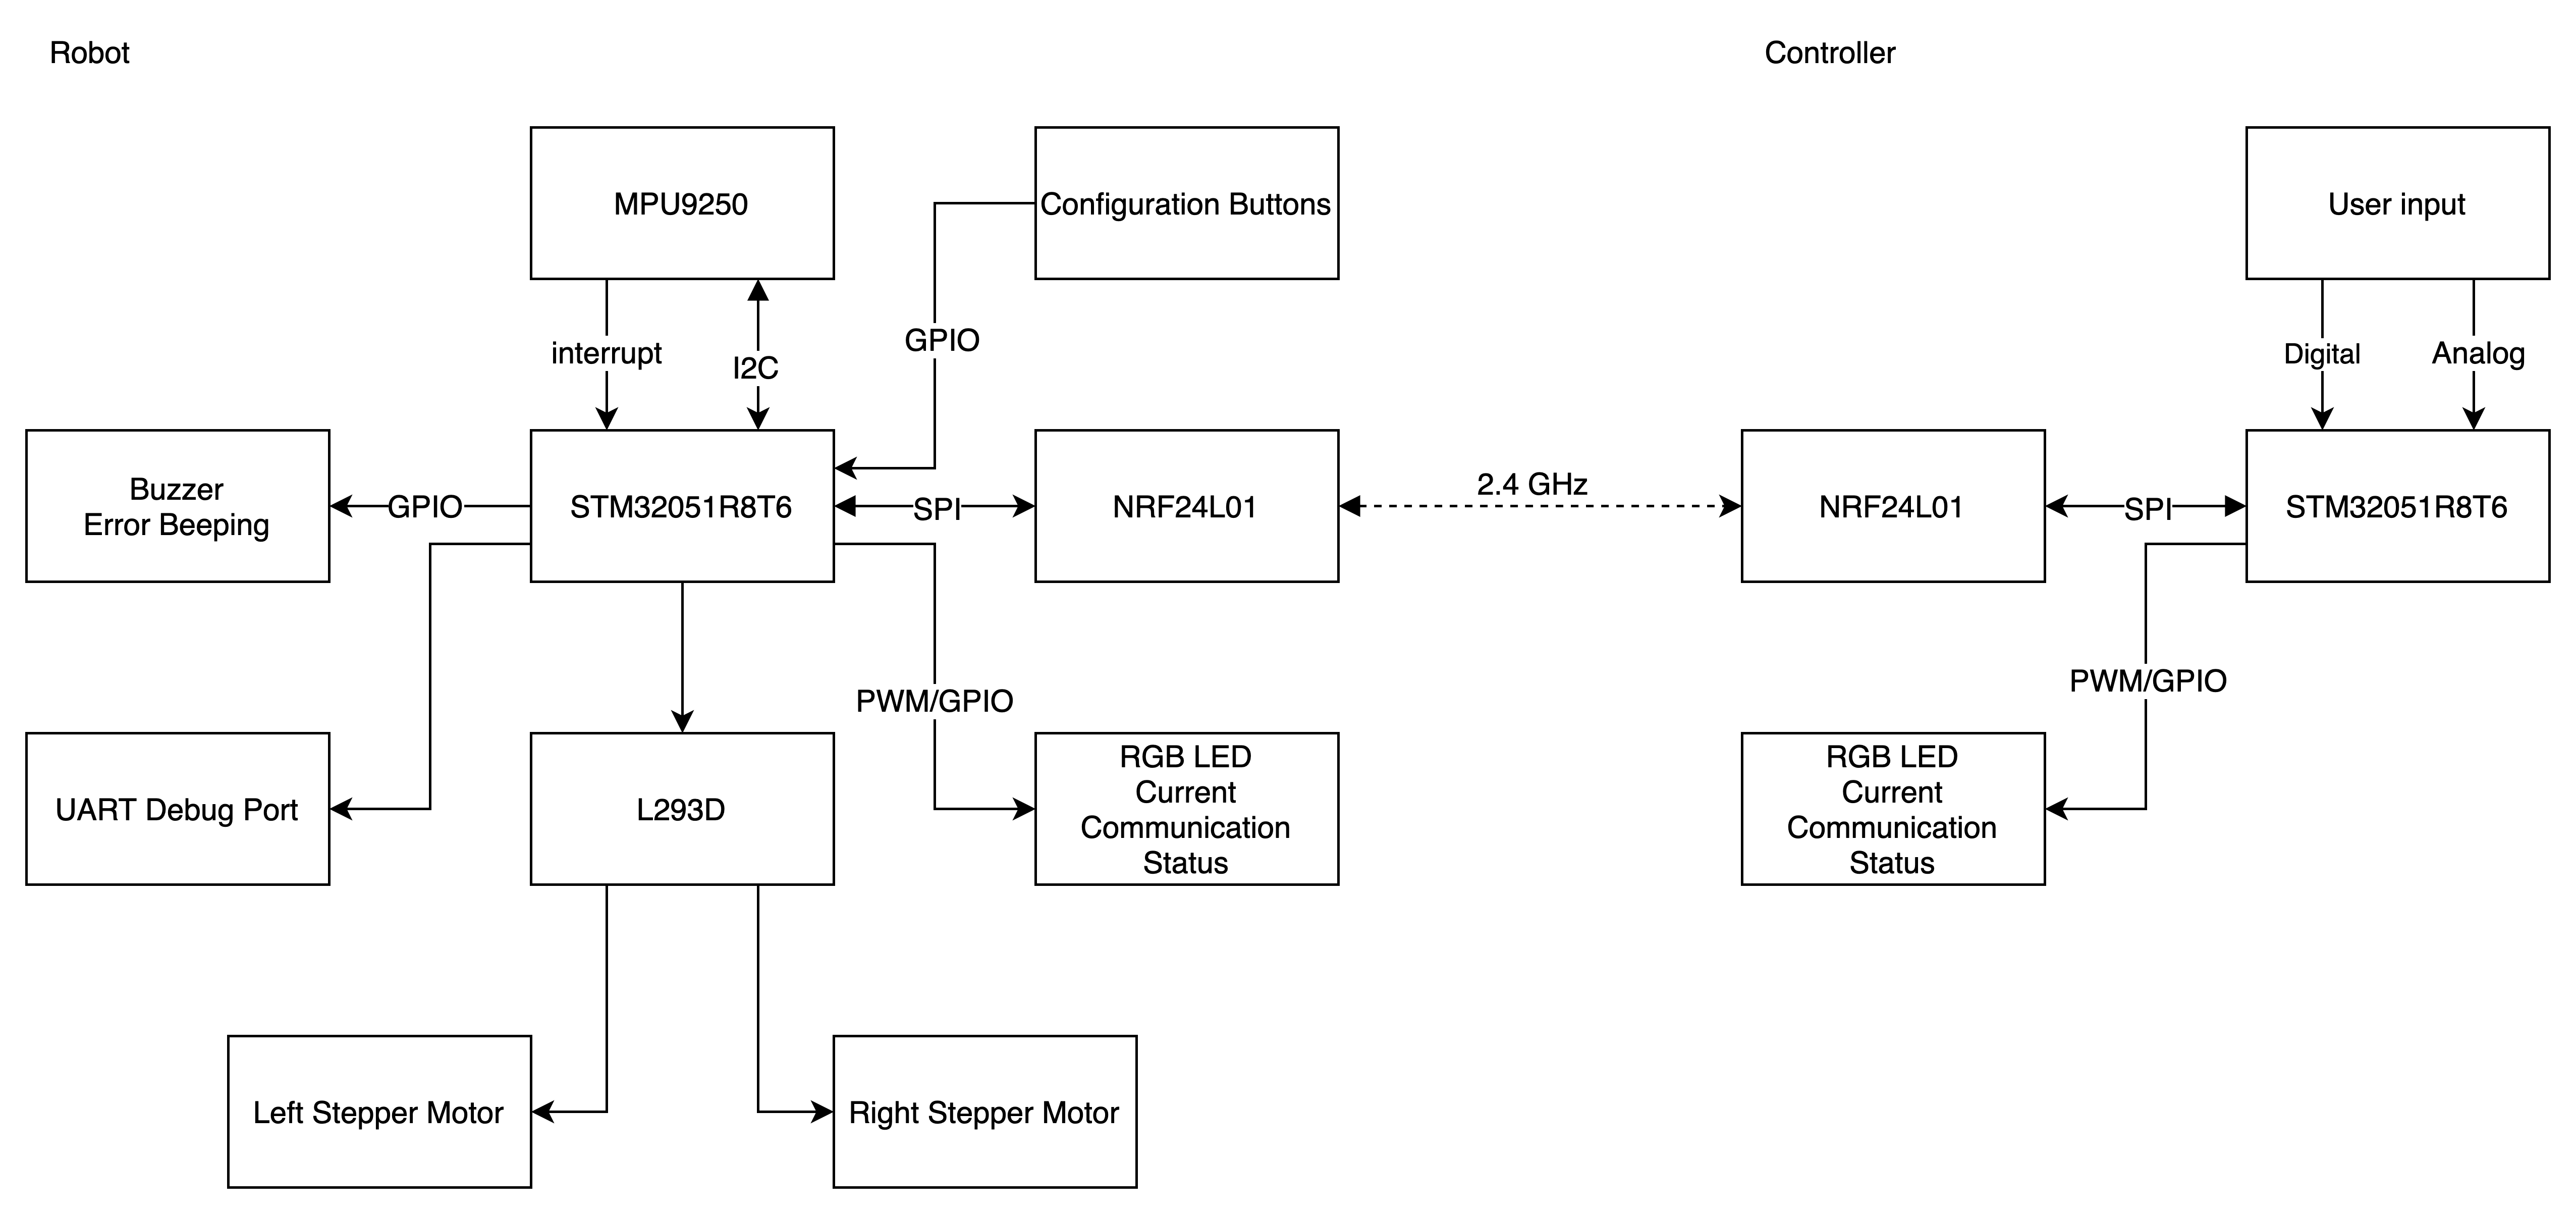 Robot
Controller
MPU9250
Configuration Buttons
User input
interrupt
I2C
GPIO
Digital
Analog
Buzzer
Error Beeping
GPIO
STM32051R8T6
SPI
NRF24L01
2.4 GHz
NRF24L01
SPI
STM32051R8T6
PWM/GPIO
PWM/GPIO
UART Debug Port
L293D
RGB LED
Current
Communication
Status
RGB LED
Current
Communication
Status
Left Stepper Motor
Right Stepper Motor